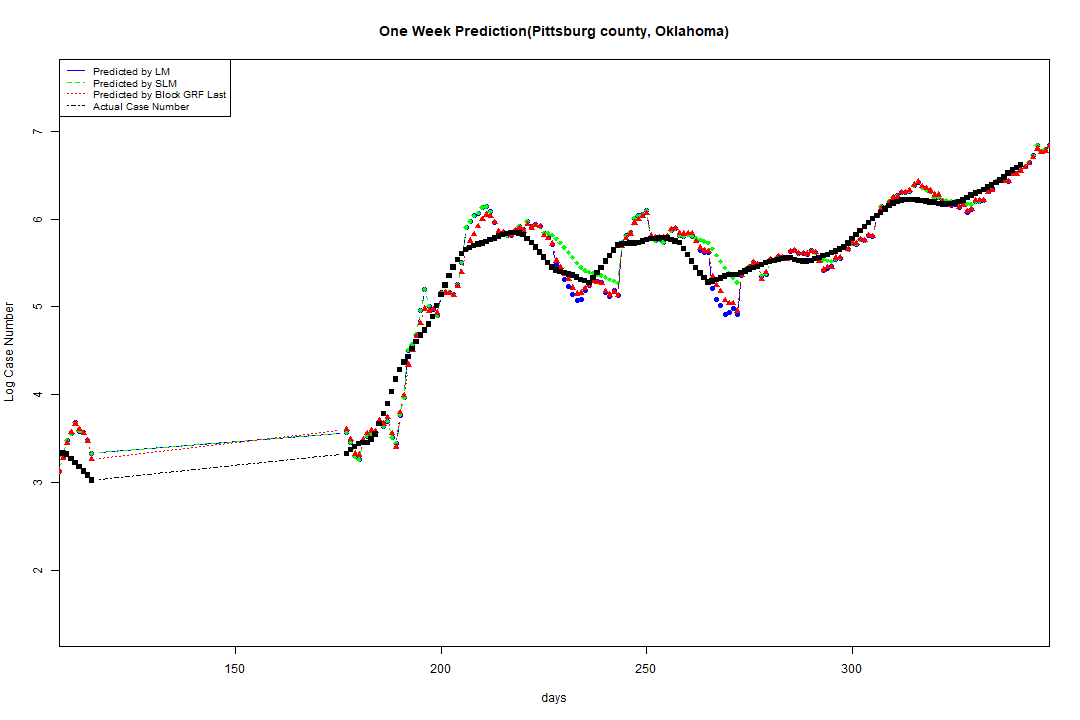 One Week Prediction(Pittsburg county, Oklahoma)
Predicted by LM
Predicted by SLM
Predicted by Block GRF Last
Actual Case Number
7
6
5
4
3
2
Log Case Number
150 200 250 300
days